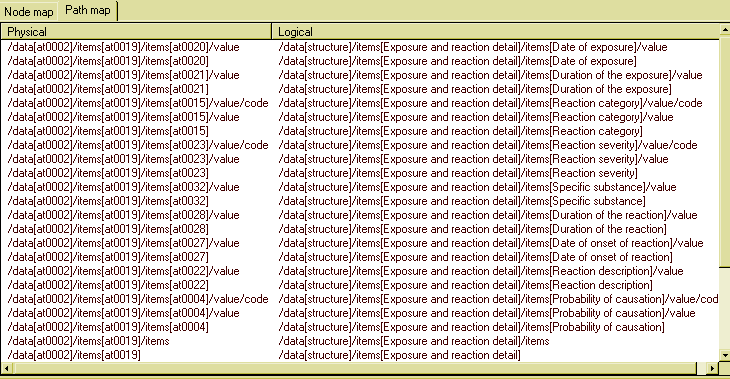 Node map Path map
Physical Logical
/data[at0002]/items[at0019]/items[at0020]/value /data[structure]/items[Exposure and reaction detail]/items[Date of exposure]/value
/data[at0002]/items[at0019]/items[at0020] /data[structure]/items[Exposure and reaction detail]/items[Date of exposure]
/data[at0002]/items[at0019]/items[at0021]/value /data[structure]/items[Exposure and reaction detail]/items[Duration of the exposure]/value
/data[at0002]/items[at0019]/items[at0021] /data[structure]/items[Exposure and reaction detail]/items[Duration of the exposure]
/data[at0002]/items[at0019]/items[at0015]/value/code /data[structure]/items[Exposure and reaction detail]/items[Reaction category]/value/code
/data[at0002]/items[at0019]/items[at0015]/value /data[structure]/items[Exposure and reaction detail]/items[Reaction category]/value
/data[at0002]/items[at0019]/items[at0015] /data[structure]/items[Exposure and reaction detail]/items[Reaction category]
/data[at0002]/items[at0019]/items[at0023]/value/code /data[structure]/items[Exposure and reaction detail]/items[Reaction severity]/value/code
/data[at0002]/items[at0019]/items[at0023]/value /data[structure]/items[Exposure and reaction detail]/items[Reaction severity]/value
/data[at0002]/items[at0019]/items[at0023] /data[structure]/items[Exposure and reaction detail]/items[Reaction severity]
/data[at0002]/items[at0019]/items[at0032]/value /data[structure]/items[Exposure and reaction detail]/items[Specific substance]/value
/data[at0002]/items[at0019]/items[at0032] /data[structure]/items[Exposure and reaction detail]/items[Specific substance]
/data[at0002]/items[at0019]/items[at0028]/value /data[structure]/items[Exposure and reaction detail]/items[Duration of the reaction]/value
/data[at0002]/items[at0019]/items[at0028] /data[structure]/items[Exposure and reaction detail]/items[Duration of the reaction]
/data[at0002]/items[at0019]/items[at0027]/value /data[structure]/items[Exposure and reaction detail]/items[Date of onset of reaction]/value
/data[at0002]/items[at0019]/items[at0027] /data[structure]/items[Exposure and reaction detail]/items[Date of onset of reaction]
/data[at0002]/items[at0019]/items[at0022]/value /data[structure]/items[Exposure and reaction detail]/items[Reaction description]/value
/data[at0002]/items[at0019]/items[at0022] /data[structure]/items[Exposure and reaction detail]/items[Reaction description]
/data[at0002]/items[at0019]/items[at0004]/value/code /data[structure]/items[Exposure and reaction detail]/items[Probability of causation]/value/cod
/data[at0002]/items[at0019]/items[at0004]/value /data[structure]/items[Exposure and reaction detail]/items[Probability of causation]/value
/data[at0002]/items[at0019]/items[at0004] /data[structure]/items[Exposure and reaction detail]/items[Probability of causation]
/data[at0002]/items[at0019]/items /data[structure]/items[Exposure and reaction detail]/items
/data[at0002]/items[at0019] /data[structure]/items[Exposure and reaction detail]